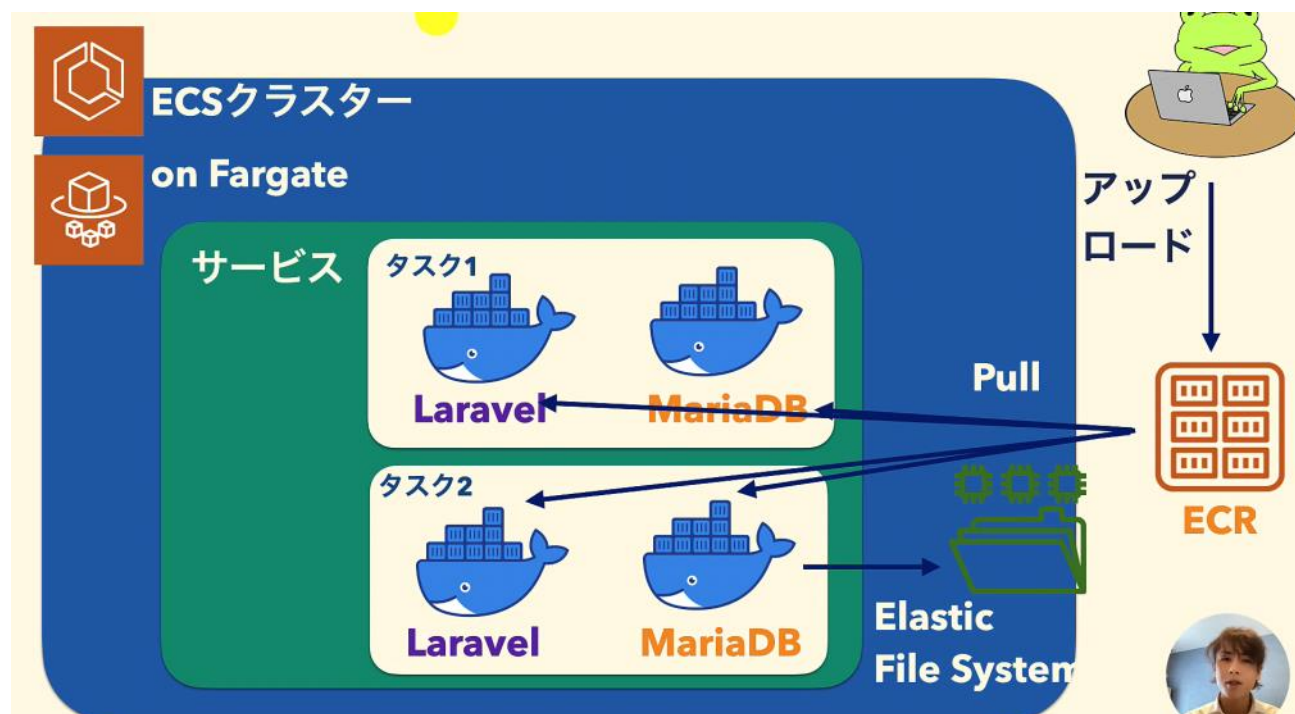 ECSクラスター
on Fargate
サービス
タスク1
Laravel
MariaDB
タスク2
Laravel
MariaDB
アップ
ロード
Pull
ECR
Elastic
File System